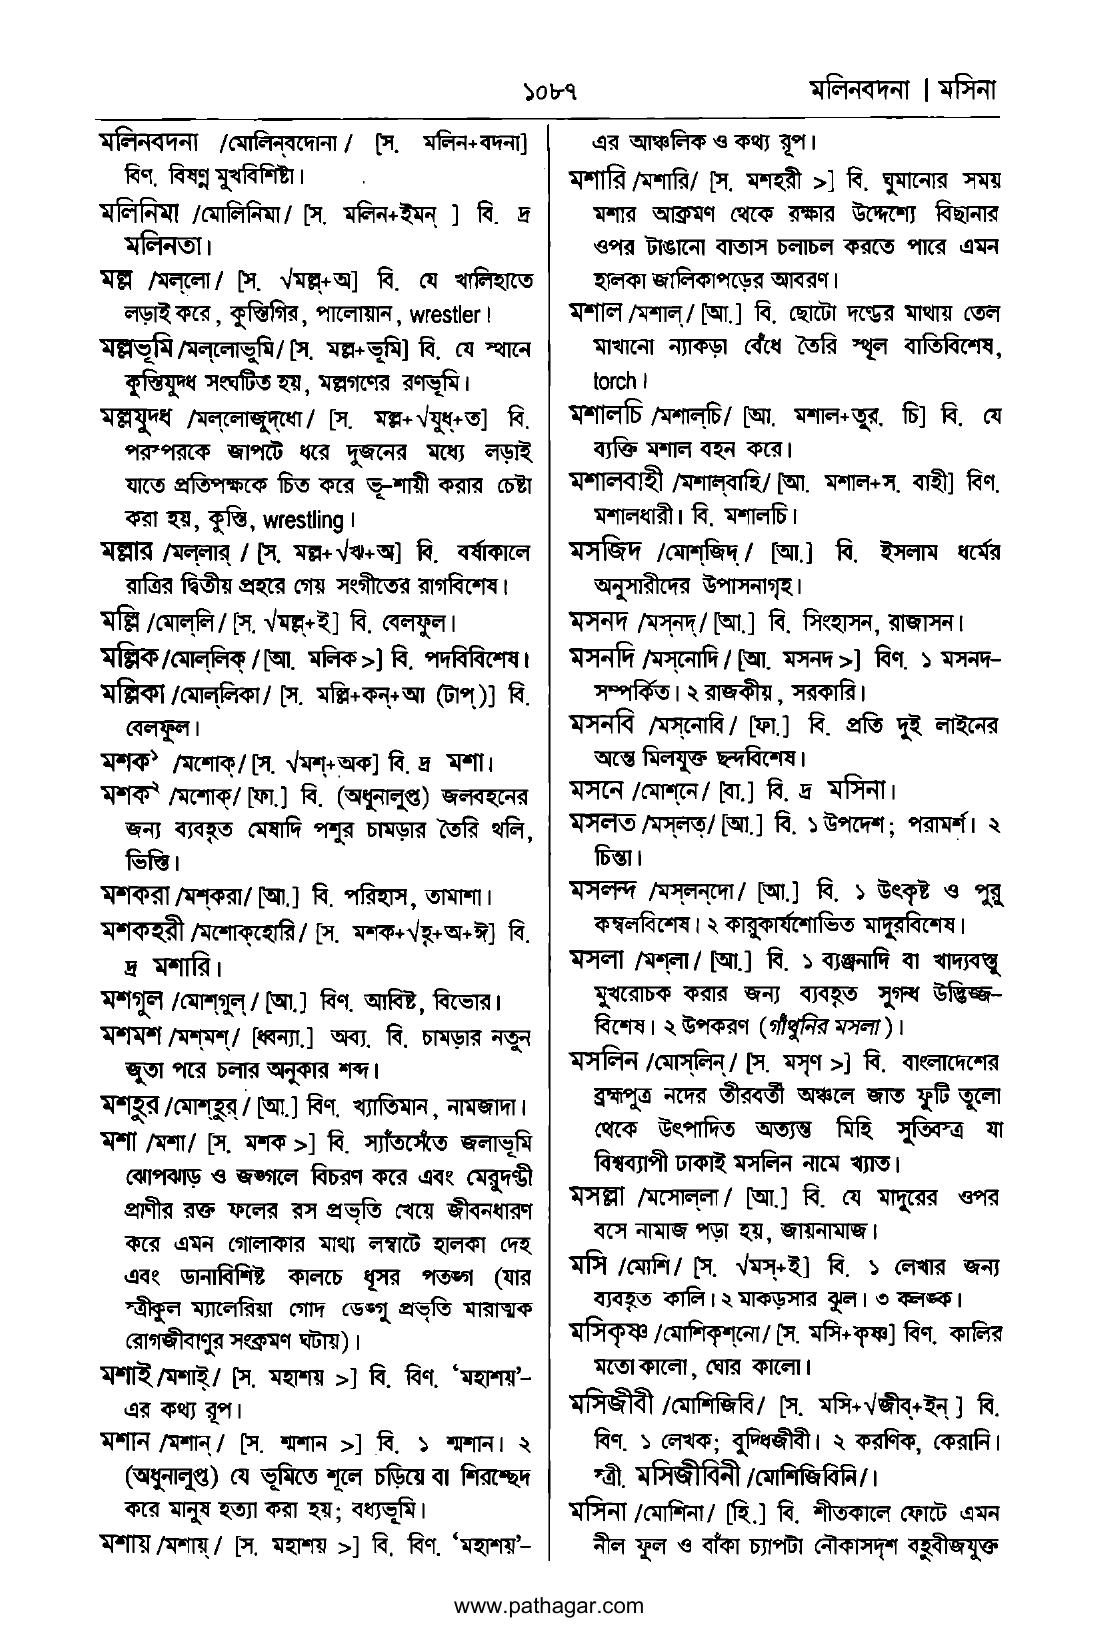 ১০৮৭
মলিনবদনা | মসিনা
মলিনবদনা /মোলিন্‌বদোনা/ [স. মলিন+বদনা]
বিণ. বিষণ্ন মুখবিশিষ্টা।
মলিনিমা /মোলিনিমা/ [স. মলিন+ইমন্ ] বি. দ্র
মলিনতা।
মল্ল /মল্‌লো/ [স. √মল্ল্+অ] বি. যে খালিহাতে
লড়াই করে, কুস্তিগির, পালোয়ান, wrestler।
মল্লভূমি /মল্‌লোভুমি/ [স. মল্ল+ভূমি] বি. যে স্থানে
কুস্তিযুদ্ধ সংঘটিত হয়, মল্লগণের রণভূমি।
মল্লযুদ্ধ /মল্‌লোজুদ্‌ধো/ [স. মল্ল+√যুধ্+ত] বি.
পরস্পরকে জাপটে ধরে দুজনের মধ্যে লড়াই
যাতে প্রতিপক্ষকে চিত করে ভূ-শায়ী করার চেষ্টা
করা হয়, কুস্তি, wrestling।
মল্লার /মল্‌লার্ / [স. মল্ল+√ঋ+অ] বি. বর্ষাকালে
রাত্রির দ্বিতীয় প্রহরে গেয় সংগীতের রাগবিশেষ।
মল্লি /মোল্‌লি/ [স. √মল্ল্+ই] বি. বেলফুল।
মল্লিক /মোল্‌লিক্ / [আ. মলিক >] বি. পদবিবিশেষ।
মল্লিকা /মোল্‌লিকা/ [স. মল্লি+কন্+আ (টাপ্)] বি.
বেলফুল।
মশক১ /মশোক্/ [স. √মশ্+অক] বি. দ্র মশা।
মশক২ /মশোক্/ [ফা.] বি. (অধুনালুপ্ত) জলবহনের
জন্য ব্যবহৃত মেষাদি পশুর চামড়ার তৈরি থলি,
ভিস্তি।
মশকরা /মশ্‌করা/ [আ.] বি. পরিহাস, তামাশা।
মশকহরী /মশোক্‌হোরি/ [স. মশক+√হৃ+অ+ঈ] বি.
দ্র মশারি।
মশগুল /মোশ্‌গুল্/ [আ.] বিণ. আবিষ্ট, বিভোর।
মশমশ /মশ্‌মশ্/ [ধ্বন্যা.] অব্য. বি. চামড়ার নতুন
জুতা পরে চলার অনুকার শব্দ।
মশহুর /মোশ্‌হুর্/ [আ.] বিণ. খ্যাতিমান, নামজাদা।
মশা /মশা/ [স. মশক >] বি. স্যাঁতসেঁতে জলাভূমি
ঝোপঝাড় ও জঙ্গলে বিচরণ করে এবং মেরুদণ্ডী
প্রাণীর রক্ত ফলের রস প্রভৃতি খেয়ে জীবনধারণ
করে এমন গোলাকার মাথা লম্বাটে হালকা দেহ
এবং ডানাবিশিষ্ট কালচে ধূসর পতঙ্গ (যার
স্ত্রীকুল ম্যালেরিয়া গোদ ডেঙ্গু প্রভৃতি মারাত্মক
রোগজীবাণুর সংক্রমণ ঘটায়)।
মশাই /মশাই্/ [স. মহাশয় >] বি. বিণ. ‘মহাশয়’-
এর কথ্য রূপ।
মশান /মশান্/ [স. শ্মশান >] বি. ১ শ্মশান। ২
(অধুনালুপ্ত) যে ভূমিতে শূলে চড়িয়ে বা শিরশ্ছেদ
করে মানুষ হত্যা করা হয়; বধ্যভূমি।
মশায় /মশায়্/ [স. মহাশয় >] বি. বিণ. ‘মহাশয়’-
এর আঞ্চলিক ও কথ্য রূপ।
মশারি /মশারি/ [স. মশহরী >] বি. ঘুমানোর সময়
মশার আক্রমণ থেকে রক্ষার উদ্দেশ্যে বিছানার
ওপর টাঙানো বাতাস চলাচল করতে পারে এমন
হালকা জালিকাপড়ের আবরণ।
মশাল /মশাল্/ [আ.] বি. ছোটো দণ্ডের মাথায় তেল
মাখানো ন্যাকড়া বেঁধে তৈরি স্থূল বাতিবিশেষ,
torch।
মশালচি /মশাল্‌চি/ [আ. মশাল+তুর. চি] বি. যে
ব্যক্তি মশাল বহন করে।
মশালবাহী /মশাল্‌বাহি/ [আ. মশাল+স. বাহী] বিণ.
মশালধারী। বি. মশালচি।
মসজিদ /মোশ্‌জিদ্/ [আ.] বি. ইসলাম ধর্মের
অনুসারীদের উপাসনাগৃহ।
মসনদ /মস্‌নদ্/ [আ.] বি. সিংহাসন, রাজাসন।
মসনদি /মস্‌নোদি/ [আ. মসনদ >] বিণ. ১ মসনদ-
সম্পর্কিত। ২ রাজকীয়, সরকারি।
মসনবি /মস্‌নোবি/ [ফা.] বি. প্রতি দুই লাইনের
অন্তে মিলযুক্ত ছন্দবিশেষ।
মসনে /মোশ্‌নে/ [বা.] বি. দ্র মসিনা।
মসলত /মস্‌লত্/ [আ.] বি. ১ উপদেশ; পরামর্শ। ২
চিন্তা।
মসলন্দ /মস্‌লন্‌দো/ [আ.] বি. ১ উৎকৃষ্ট ও পুরু
কম্বলবিশেষ। ২ কারুকার্যশোভিত মাদুরবিশেষ।
মসলা /মশ্‌লা/ [আ.] বি. ১ ব্যঞ্জনাদি বা খাদ্যবস্তু
মুখরোচক করার জন্য ব্যবহৃত সুগন্ধ উদ্ভিজ্জ-
বিশেষ। ২ উপকরণ (গাঁথুনির মসলা)।
মসলিন /মোস্‌লিন্/ [স. মসৃণ >] বি. বাংলাদেশের
ব্রহ্মপুত্র নদের তীরবর্তী অঞ্চলে জাত ফুটি তুলো
থেকে উৎপাদিত অত্যন্ত মিহি সুতিবস্ত্র যা
বিশ্বব্যাপী ঢাকাই মসলিন নামে খ্যাত।
মসল্লা /মসোল্‌লা/ [আ.] বি. যে মাদুরের ওপর
বসে নামাজ পড়া হয়, জায়নামাজ।
মসি /মোশি/ [স. √মস্+ই] বি. ১ লেখার জন্য
ব্যবহৃত কালি। ২ মাকড়সার ঝুল। ৩ কলঙ্ক।
মসিকৃষ্ণ /মোশিকৃশ্‌নো/ [স. মসি+কৃষ্ণ] বিণ. কালির
মতো কালো, ঘোর কালো।
মসিজীবী /মোশিজিবি/ [স. মসি+√জীব্+ইন্ ] বি.
বিণ. ১ লেখক; বুদ্ধিজীবী। ২ করণিক, কেরানি।
স্ত্রী. মসিজীবিনী /মোশিজিবিনি/।
মসিনা /মোশিনা/ [হি.] বি. শীতকালে ফোটে এমন
নীল ফুল ও বাঁকা চ্যাপটা নৌকাসদৃশ বহুবীজযুক্ত
www.pathagar.com